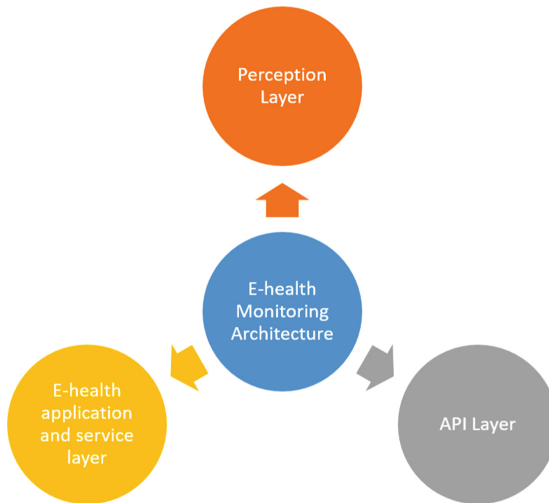 Perception
Layer
E-health
Monitoring
Architecture
E-health
application
and service
layer
API Layer